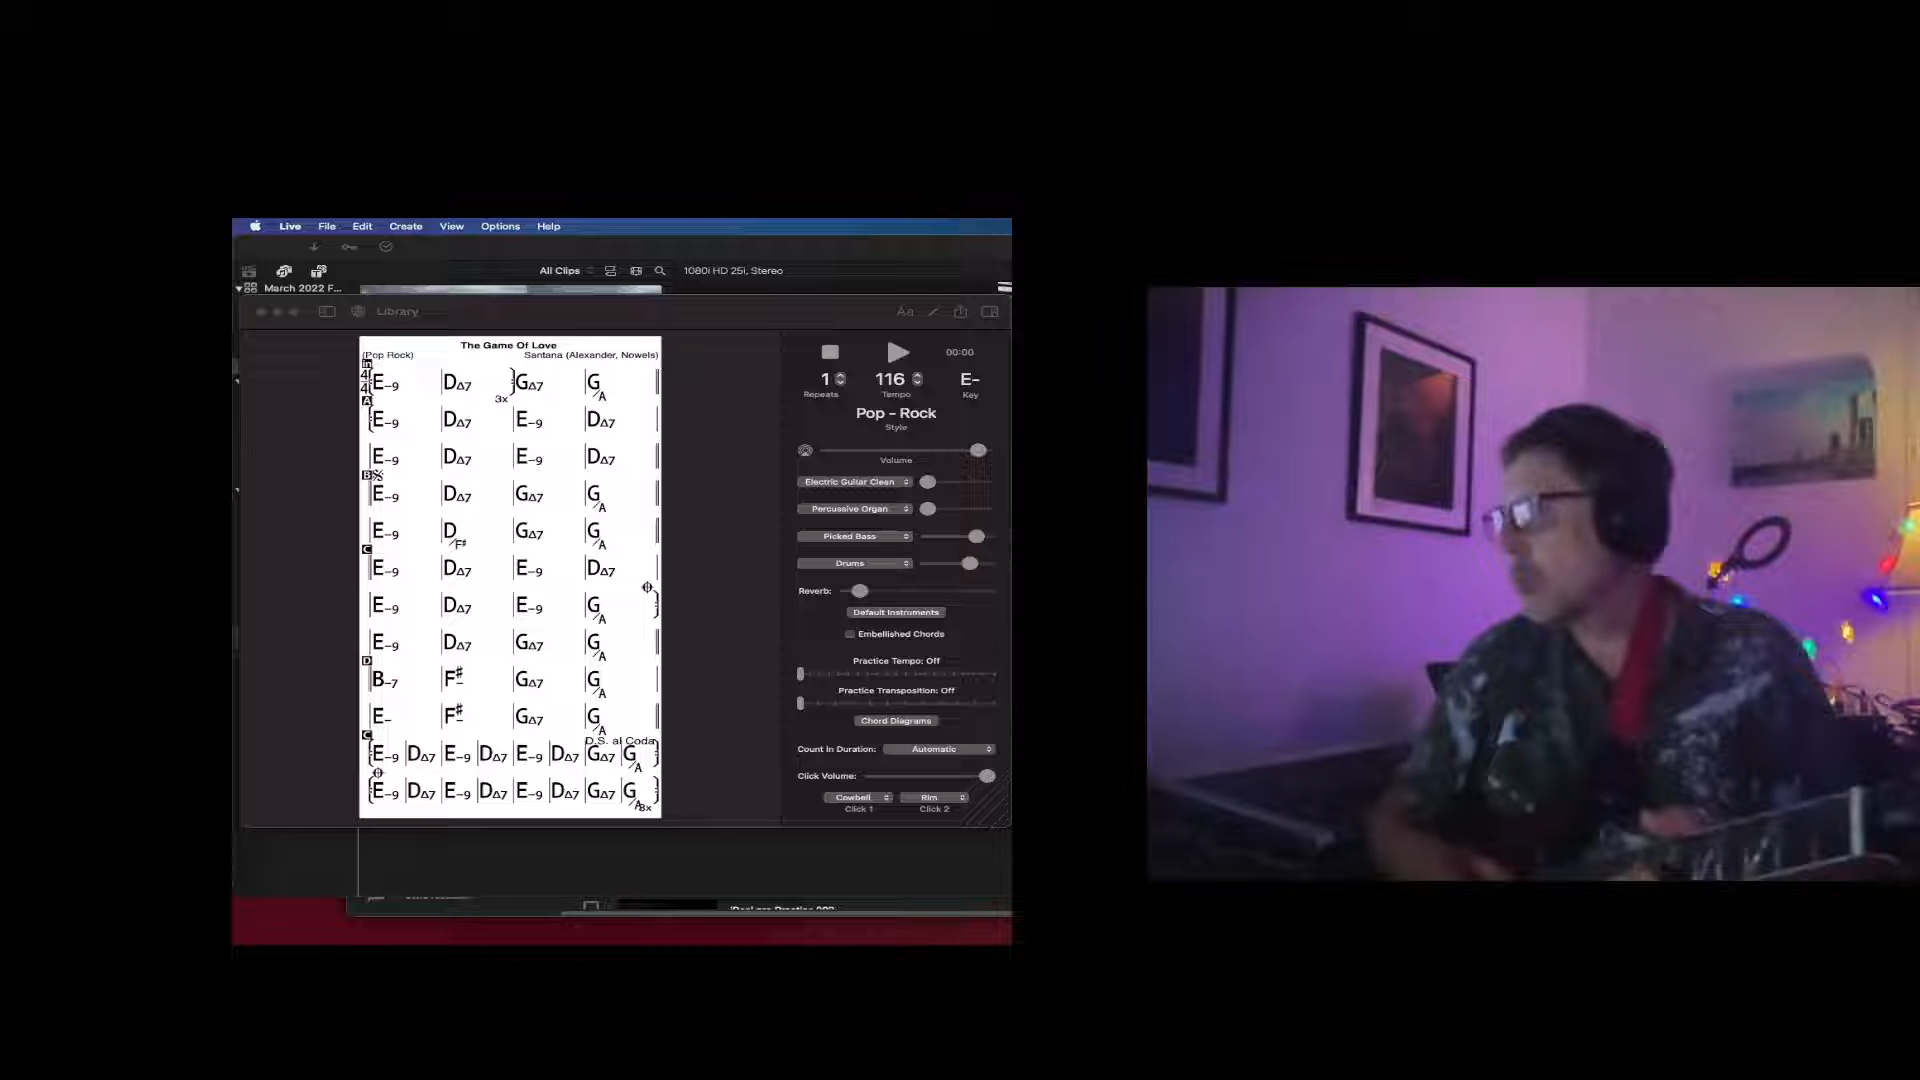 Live File Edit Create View Options Help
All Clips 1080i HD 25i, Stereo
March 2022 F...
Library Aa
The Game Of Love
(Pop Rock) Santana (Alexander, Nowels)
in
4/4 E-9 DΔ7 GΔ7 G/A
3x
A
E-9 DΔ7 E-9 DΔ7
E-9 DΔ7 E-9 DΔ7
B
E-9 DΔ7 GΔ7 G/A
E-9 D/F# GΔ7 G/A
C
E-9 DΔ7 E-9 DΔ7
E-9 DΔ7 E-9 G/A
E-9 DΔ7 GΔ7 G/A
D
B-7 F#- GΔ7 G/A
E- F#- GΔ7 G/A
D.S. al Coda
C
E-9 DΔ7 E-9 DΔ7 E-9 DΔ7 GΔ7 G/A
E-9 DΔ7 E-9 DΔ7 E-9 DΔ7 GΔ7 G/A
3x
00:00
1 116 E-
Repeats Tempo Key
Pop - Rock
Style
Volume
Electric Guitar Clean
Percussive Organ
Picked Bass
Drums
Reverb:
Default Instruments
Embellished Chords
Practice Tempo: Off
Practice Transposition: Off
Chord Diagrams
Count In Duration: Automatic
Click Volume:
Cowbell Rim
Click 1 Click 2